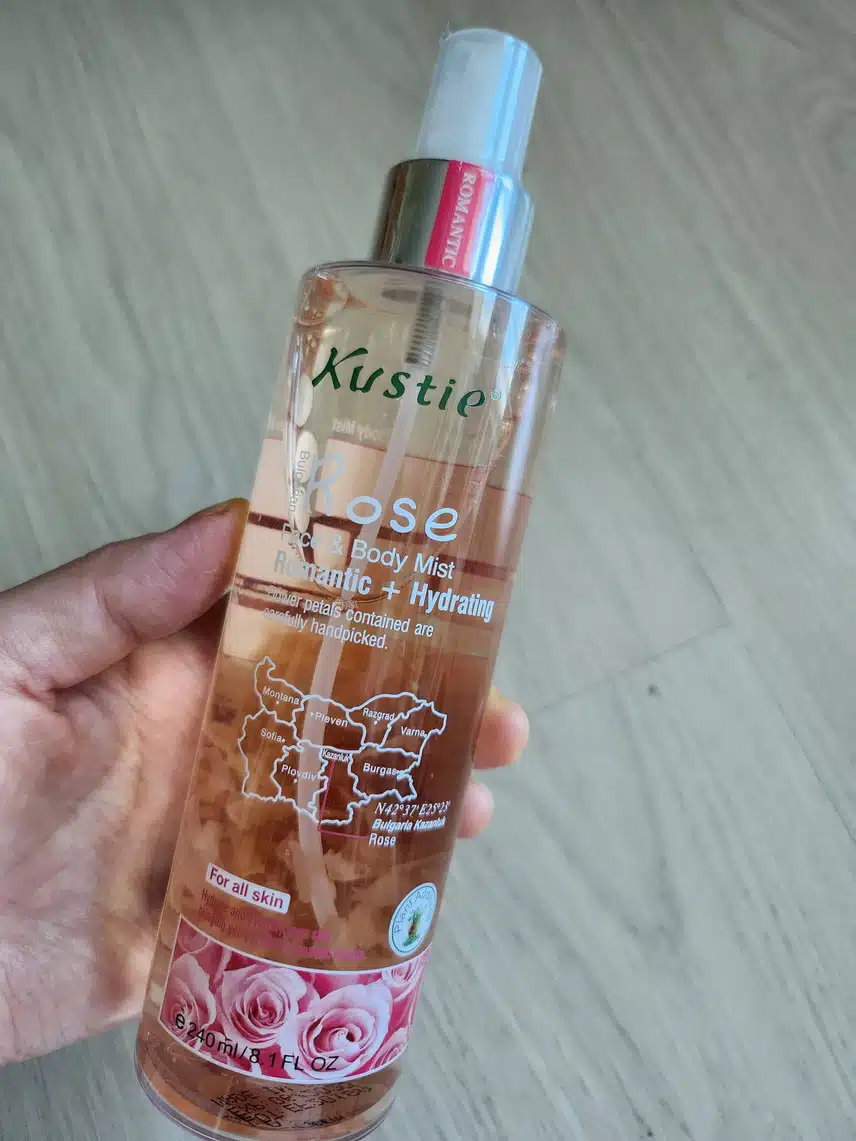 ROMANTIC
Kustie®
Bulgarian
Rose
Face & Body Mist
Romantic + Hydrating
Flower petals contained are
carefully handpicked.
Montana
Pleven
Razgrad
Varna
Sofia
Kazanluk
Plovdiv
Burgas
N42°37' E25°23'
Bulgaria Kazanluk
Rose
For all skin
Plant
e 240 ml / 8.1 FL OZ